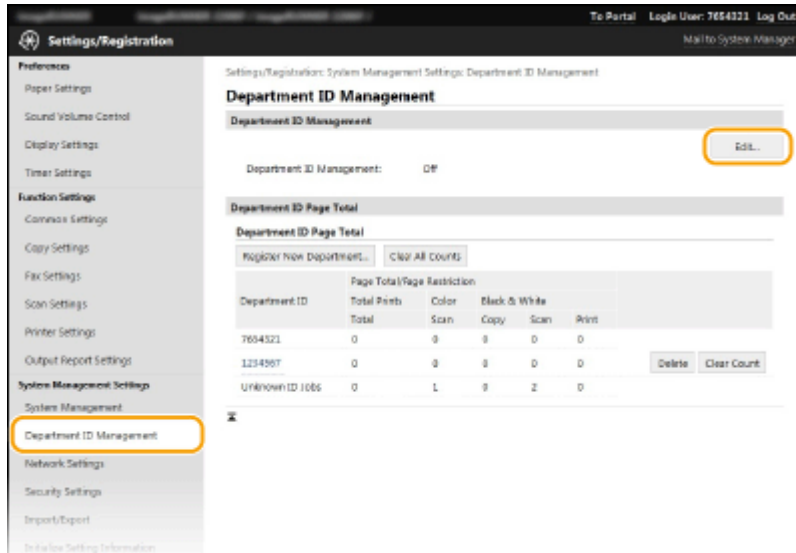 To Portal Login User: 7654321 Log Out
Settings/Registration
Mail to System Manager
Preferences
Paper Settings
Sound Volume Control
Display Settings
Timer Settings
Function Settings
Common Settings
Copy Settings
Fax Settings
Scan Settings
Printer Settings
Output Report Settings
System Management Settings
System Management
Department ID Management
Network Settings
Security Settings
Import/Export
Initialize Setting Information
Settings/Registration: System Management Settings: Department ID Management
Department ID Management
Department ID Management
Edit...
Department ID Management: Off
Department ID Page Total
Department ID Page Total
Register New Department... Clear All Counts
Page Total/Page Restriction
Department ID Total Prints Color Black & White
Total Scan Copy Scan Print
7654321 0 0 0 0 0
1234567 0 0 0 0 0 Delete Clear Count
Unknown ID Jobs 0 1 0 2 0